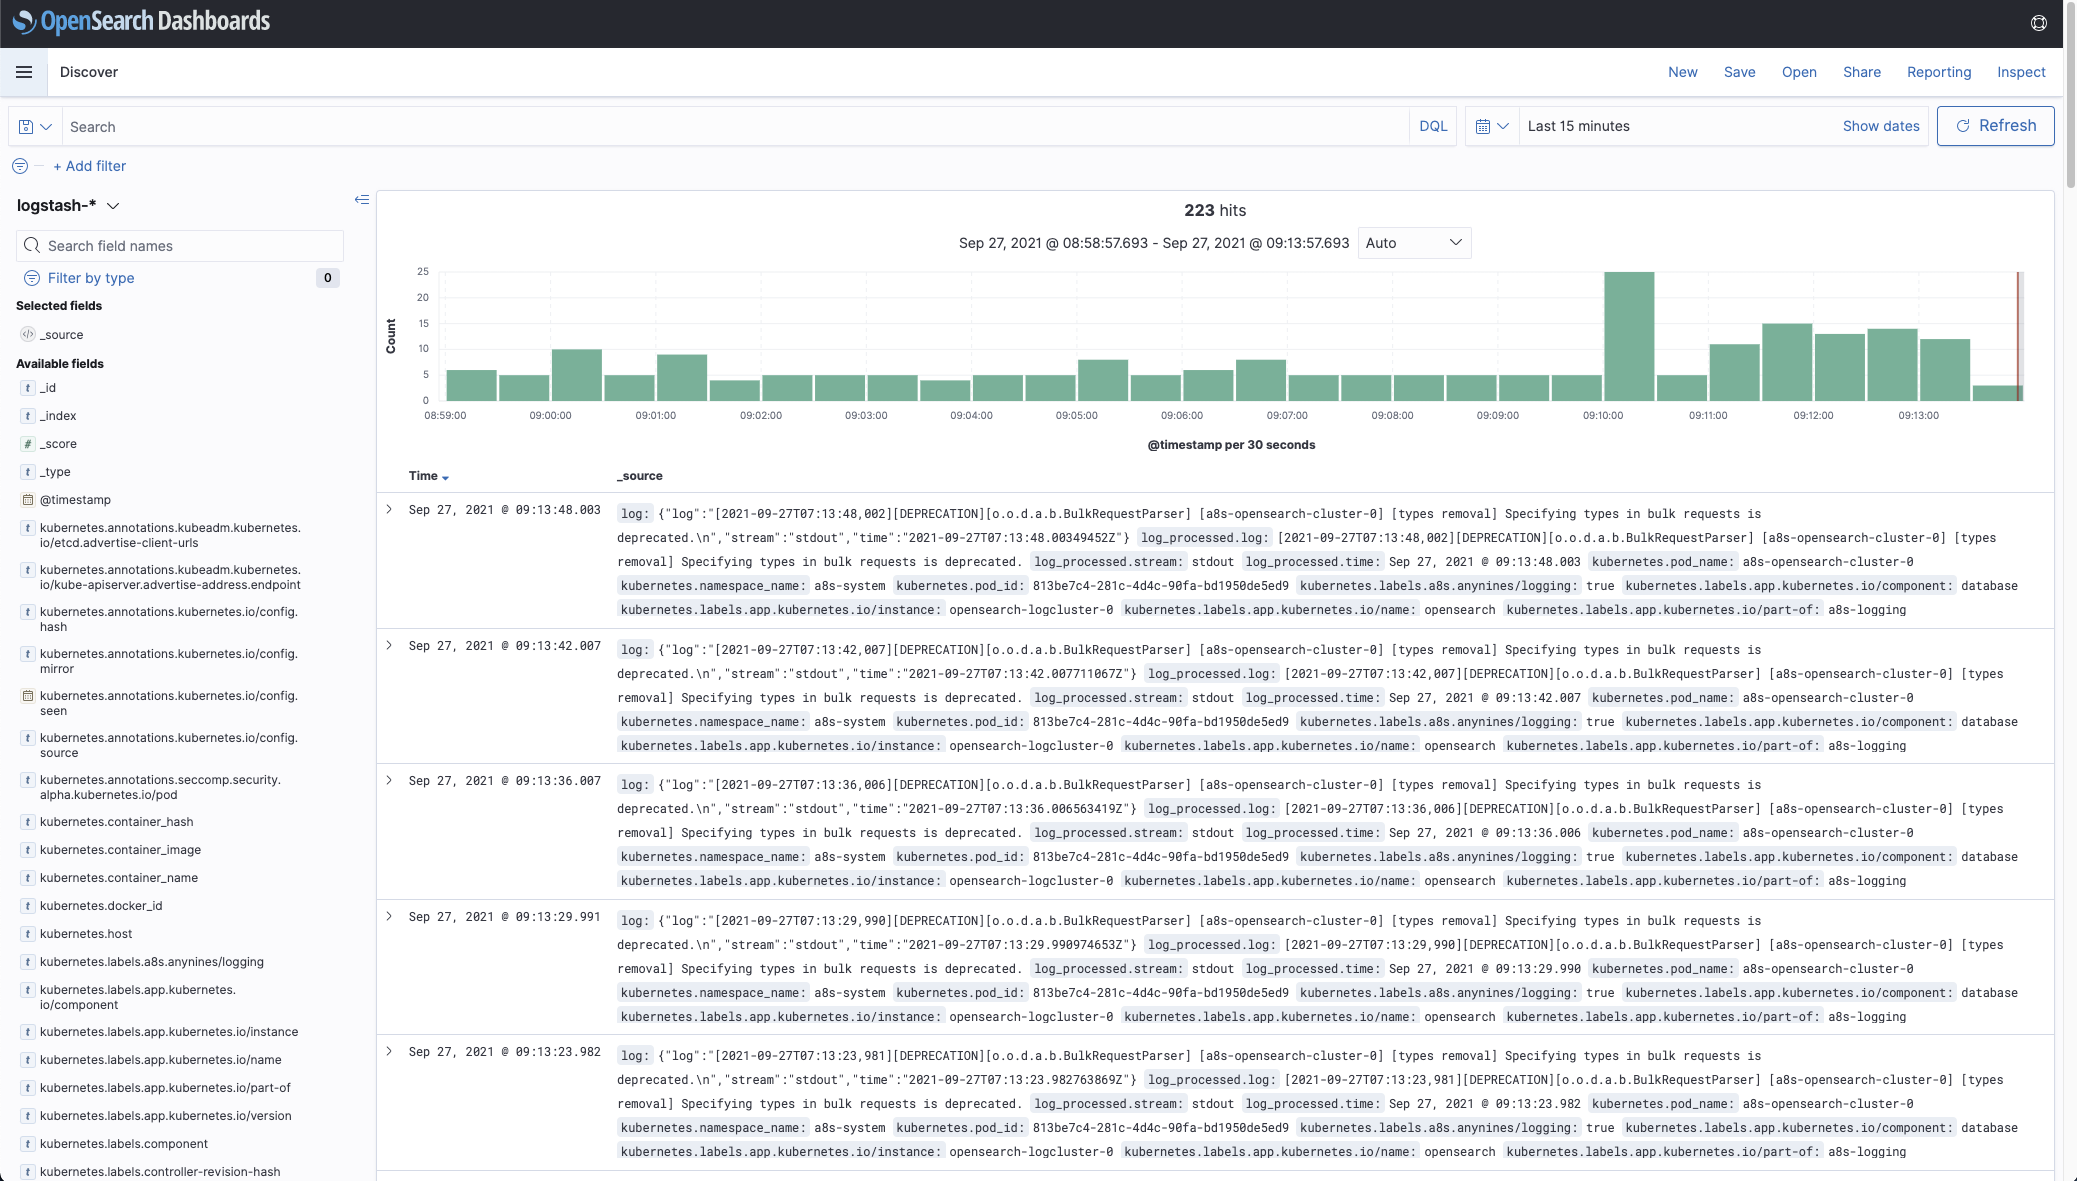 OpenSearch Dashboards
Discover
New Save Open Share Reporting Inspect
Search
DQL
Last 15 minutes
Show dates
Refresh
+ Add filter
logstash-*
Search field names
Filter by type 0
Selected fields
_source
Available fields
t _id
t _index
# _score
t _type
@timestamp
t kubernetes.annotations.kubeadm.kubernetes.
io/etcd.advertise-client-urls
t kubernetes.annotations.kubeadm.kubernetes.
io/kube-apiserver.advertise-address.endpoint
t kubernetes.annotations.kubernetes.io/config.
hash
t kubernetes.annotations.kubernetes.io/config.
mirror
kubernetes.annotations.kubernetes.io/config.
seen
t kubernetes.annotations.kubernetes.io/config.
source
t kubernetes.annotations.seccomp.security.
alpha.kubernetes.io/pod
t kubernetes.container_hash
t kubernetes.container_image
t kubernetes.container_name
t kubernetes.docker_id
t kubernetes.host
t kubernetes.labels.a8s.anynines/logging
t kubernetes.labels.app.kubernetes.
io/component
t kubernetes.labels.app.kubernetes.io/instance
t kubernetes.labels.app.kubernetes.io/name
t kubernetes.labels.app.kubernetes.io/part-of
t kubernetes.labels.app.kubernetes.io/version
t kubernetes.labels.component
t kubernetes.labels.controller-revision-hash
223 hits
Sep 27, 2021 @ 08:58:57.693 - Sep 27, 2021 @ 09:13:57.693 Auto
25
20
15
10
5
0
Count
08:59:00 09:00:00 09:01:00 09:02:00 09:03:00 09:04:00 09:05:00 09:06:00 09:07:00 09:08:00 09:09:00 09:10:00 09:11:00 09:12:00 09:13:00
@timestamp per 30 seconds
Time _source
Sep 27, 2021 @ 09:13:48.003 log: {"log":"[2021-09-27T07:13:48,002][DEPRECATION][o.o.d.a.b.BulkRequestParser] [a8s-opensearch-cluster-0] [types removal] Specifying types in bulk requests is
deprecated.\n","stream":"stdout","time":"2021-09-27T07:13:48.00349452Z"} log_processed.log: [2021-09-27T07:13:48,002][DEPRECATION][o.o.d.a.b.BulkRequestParser] [a8s-opensearch-cluster-0] [types
removal] Specifying types in bulk requests is deprecated. log_processed.stream: stdout log_processed.time: Sep 27, 2021 @ 09:13:48.003 kubernetes.pod_name: a8s-opensearch-cluster-0
kubernetes.namespace_name: a8s-system kubernetes.pod_id: 813be7c4-281c-4d4c-90fa-bd1950de5ed9 kubernetes.labels.a8s.anynines/logging: true kubernetes.labels.app.kubernetes.io/component: database
kubernetes.labels.app.kubernetes.io/instance: opensearch-logcluster-0 kubernetes.labels.app.kubernetes.io/name: opensearch kubernetes.labels.app.kubernetes.io/part-of: a8s-logging
Sep 27, 2021 @ 09:13:42.007 log: {"log":"[2021-09-27T07:13:42,007][DEPRECATION][o.o.d.a.b.BulkRequestParser] [a8s-opensearch-cluster-0] [types removal] Specifying types in bulk requests is
deprecated.\n","stream":"stdout","time":"2021-09-27T07:13:42.007711067Z"} log_processed.log: [2021-09-27T07:13:42,007][DEPRECATION][o.o.d.a.b.BulkRequestParser] [a8s-opensearch-cluster-0] [types
removal] Specifying types in bulk requests is deprecated. log_processed.stream: stdout log_processed.time: Sep 27, 2021 @ 09:13:42.007 kubernetes.pod_name: a8s-opensearch-cluster-0
kubernetes.namespace_name: a8s-system kubernetes.pod_id: 813be7c4-281c-4d4c-90fa-bd1950de5ed9 kubernetes.labels.a8s.anynines/logging: true kubernetes.labels.app.kubernetes.io/component: database
kubernetes.labels.app.kubernetes.io/instance: opensearch-logcluster-0 kubernetes.labels.app.kubernetes.io/name: opensearch kubernetes.labels.app.kubernetes.io/part-of: a8s-logging
Sep 27, 2021 @ 09:13:36.007 log: {"log":"[2021-09-27T07:13:36,006][DEPRECATION][o.o.d.a.b.BulkRequestParser] [a8s-opensearch-cluster-0] [types removal] Specifying types in bulk requests is
deprecated.\n","stream":"stdout","time":"2021-09-27T07:13:36.006563419Z"} log_processed.log: [2021-09-27T07:13:36,006][DEPRECATION][o.o.d.a.b.BulkRequestParser] [a8s-opensearch-cluster-0] [types
removal] Specifying types in bulk requests is deprecated. log_processed.stream: stdout log_processed.time: Sep 27, 2021 @ 09:13:36.006 kubernetes.pod_name: a8s-opensearch-cluster-0
kubernetes.namespace_name: a8s-system kubernetes.pod_id: 813be7c4-281c-4d4c-90fa-bd1950de5ed9 kubernetes.labels.a8s.anynines/logging: true kubernetes.labels.app.kubernetes.io/component: database
kubernetes.labels.app.kubernetes.io/instance: opensearch-logcluster-0 kubernetes.labels.app.kubernetes.io/name: opensearch kubernetes.labels.app.kubernetes.io/part-of: a8s-logging
Sep 27, 2021 @ 09:13:29.991 log: {"log":"[2021-09-27T07:13:29,990][DEPRECATION][o.o.d.a.b.BulkRequestParser] [a8s-opensearch-cluster-0] [types removal] Specifying types in bulk requests is
deprecated.\n","stream":"stdout","time":"2021-09-27T07:13:29.990974653Z"} log_processed.log: [2021-09-27T07:13:29,990][DEPRECATION][o.o.d.a.b.BulkRequestParser] [a8s-opensearch-cluster-0] [types
removal] Specifying types in bulk requests is deprecated. log_processed.stream: stdout log_processed.time: Sep 27, 2021 @ 09:13:29.990 kubernetes.pod_name: a8s-opensearch-cluster-0
kubernetes.namespace_name: a8s-system kubernetes.pod_id: 813be7c4-281c-4d4c-90fa-bd1950de5ed9 kubernetes.labels.a8s.anynines/logging: true kubernetes.labels.app.kubernetes.io/component: database
kubernetes.labels.app.kubernetes.io/instance: opensearch-logcluster-0 kubernetes.labels.app.kubernetes.io/name: opensearch kubernetes.labels.app.kubernetes.io/part-of: a8s-logging
Sep 27, 2021 @ 09:13:23.982 log: {"log":"[2021-09-27T07:13:23,981][DEPRECATION][o.o.d.a.b.BulkRequestParser] [a8s-opensearch-cluster-0] [types removal] Specifying types in bulk requests is
deprecated.\n","stream":"stdout","time":"2021-09-27T07:13:23.982763869Z"} log_processed.log: [2021-09-27T07:13:23,981][DEPRECATION][o.o.d.a.b.BulkRequestParser] [a8s-opensearch-cluster-0] [types
removal] Specifying types in bulk requests is deprecated. log_processed.stream: stdout log_processed.time: Sep 27, 2021 @ 09:13:23.982 kubernetes.pod_name: a8s-opensearch-cluster-0
kubernetes.namespace_name: a8s-system kubernetes.pod_id: 813be7c4-281c-4d4c-90fa-bd1950de5ed9 kubernetes.labels.a8s.anynines/logging: true kubernetes.labels.app.kubernetes.io/component: database
kubernetes.labels.app.kubernetes.io/instance: opensearch-logcluster-0 kubernetes.labels.app.kubernetes.io/name: opensearch kubernetes.labels.app.kubernetes.io/part-of: a8s-logging